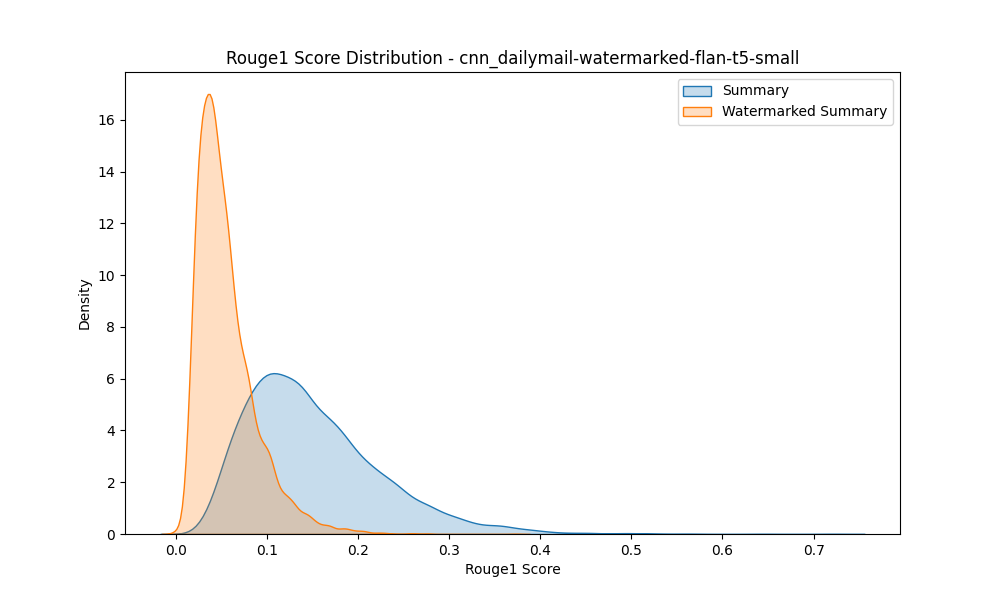 Rouge1 Score Distribution - cnn_dailymail-watermarked-flan-t5-small
Summary
Watermarked Summary
16
14
12
10
8
6
4
2
0
Density
0.0 0.1 0.2 0.3 0.4 0.5 0.6 0.7
Rouge1 Score